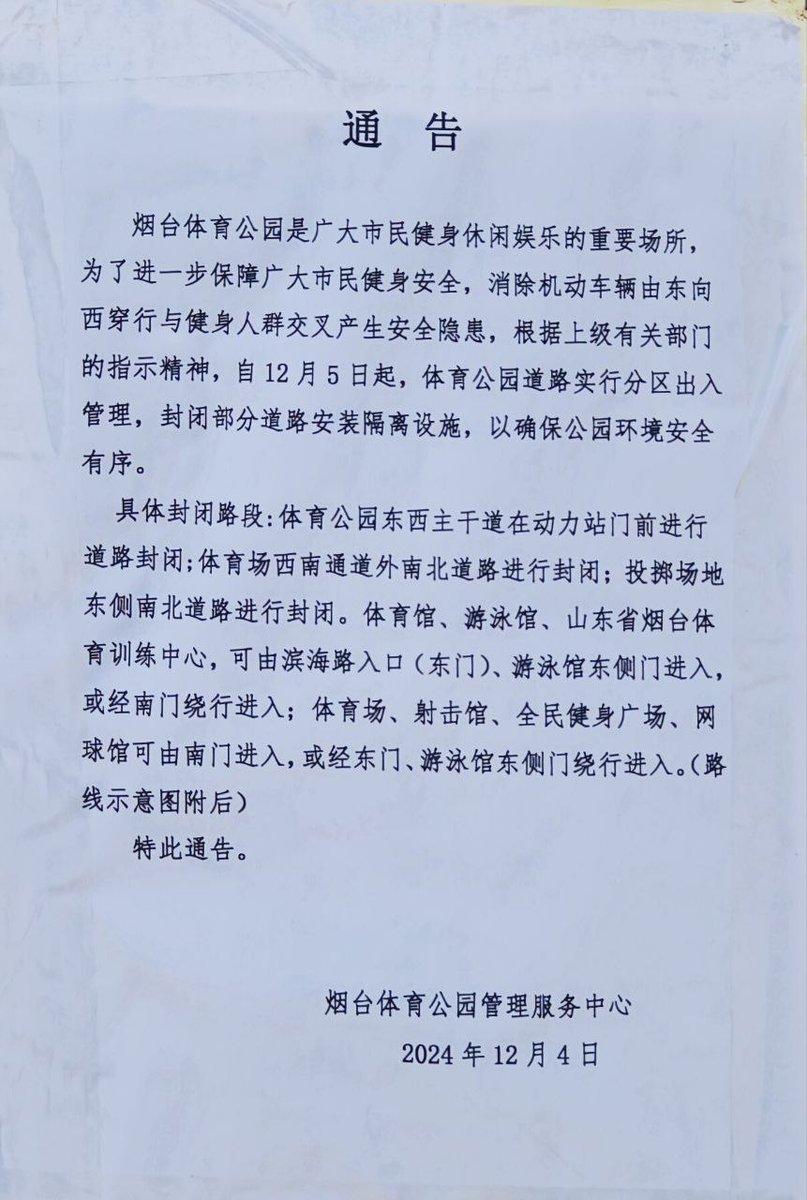 通 告
烟台体育公园是广大市民健身休闲娱乐的重要场所，
为了进一步保障广大市民健身安全，消除机动车辆由东向
西穿行与健身人群交叉产生安全隐患，根据上级有关部门
的指示精神，自 12 月 5 日起，体育公园道路实行分区出入
管理，封闭部分道路安装隔离设施，以确保公园环境安全
有序。
具体封闭路段:体育公园东西主干道在动力站门前进行
道路封闭;体育场西南通道外南北道路进行封闭；投掷场地
东侧南北道路进行封闭。体育馆、游泳馆、山东省烟台体
育训练中心，可由滨海路入口（东门）、游泳馆东侧门进入，
或经南门绕行进入；体育场、射击馆、全民健身广场、网
球馆可由南门进入，或经东门、游泳馆东侧门绕行进入。（路
线示意图附后）
特此通告。
烟台体育公园管理服务中心
2024 年 12 月 4 日